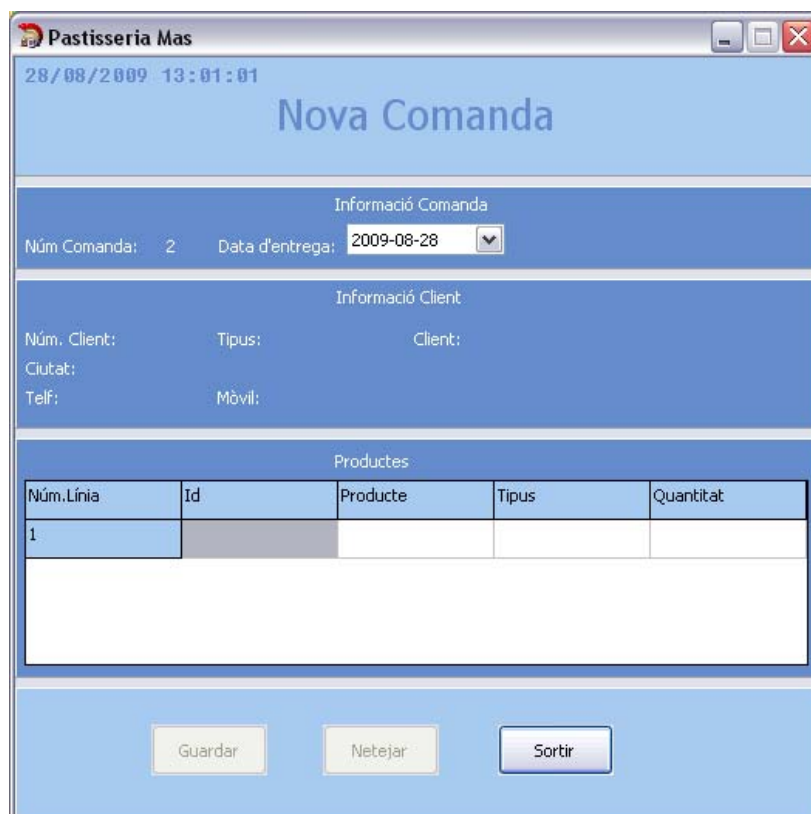 Pastisseria Mas
28/08/2009 13:01:01
Nova Comanda
Informació Comanda
Núm Comanda: 2 Data d'entrega: 2009-08-28
Informació Client
Núm. Client: Tipus: Client:
Ciutat:
Telf: Mòvil:
Productes
Núm.Línia Id Producte Tipus Quantitat
1
Guardar Netejar Sortir